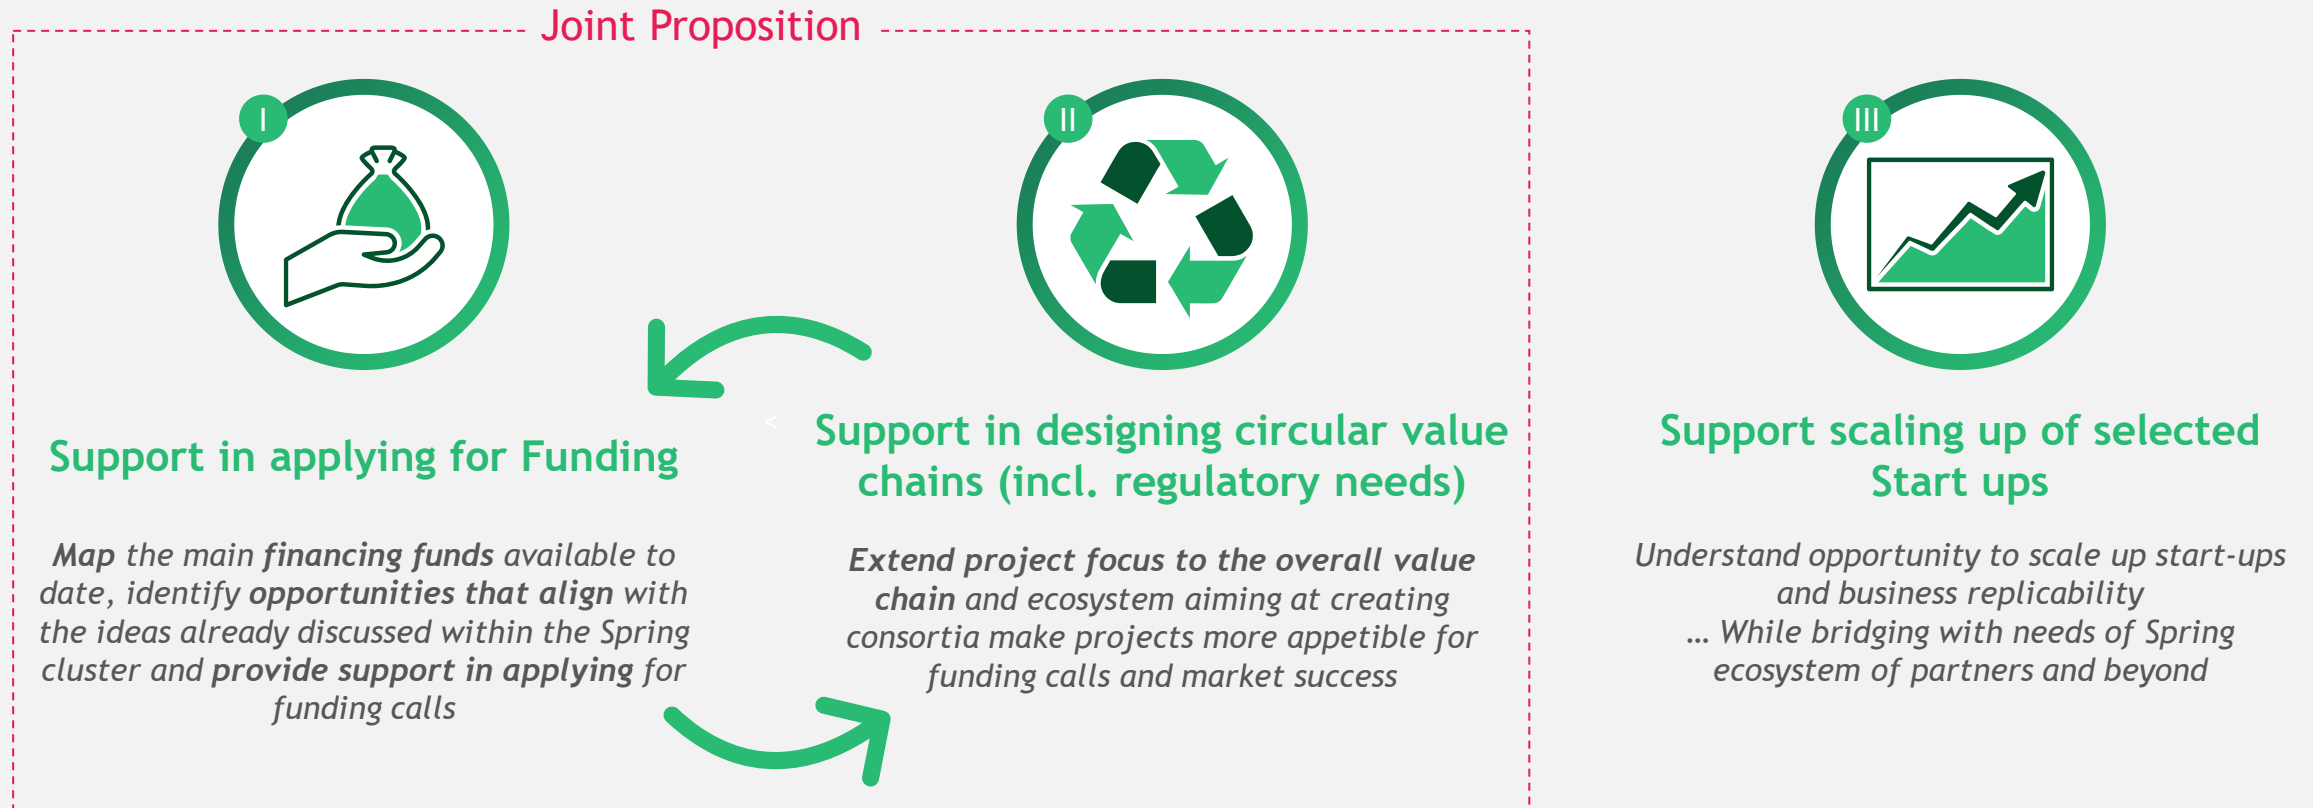 Joint Proposition
I
Support in applying for Funding
Map the main financing funds available to
date, identify opportunities that align with
the ideas already discussed within the Spring
cluster and provide support in applying for
funding calls
<
II
Support in designing circular value
chains (incl. regulatory needs)
Extend project focus to the overall value
chain and ecosystem aiming at creating
consortia make projects more appetible for
funding calls and market success
III
Support scaling up of selected
Start ups
Understand opportunity to scale up start-ups
and business replicability
… While bridging with needs of Spring
ecosystem of partners and beyond